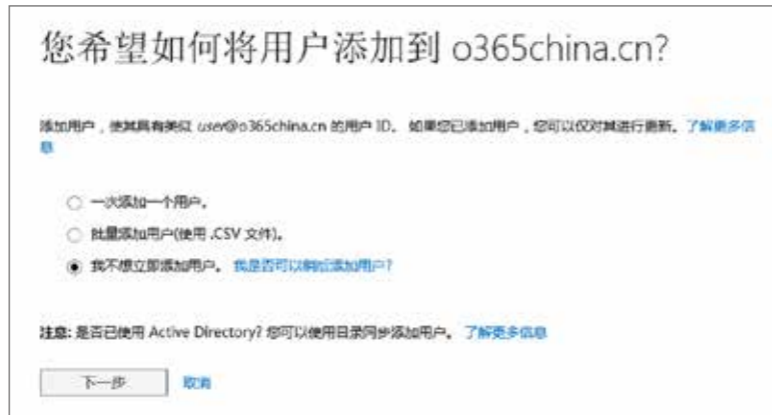 您希望如何将用户添加到 o365china.cn?
添加用户，使其具有类似 user@o365china.cn 的用户 ID。 如果您已添加用户，您可以仅对其进行更新。 了解更多信
息
一次添加一个用户。
批量添加用户(使用 .CSV 文件)。
我不想立即添加用户。 我是否可以稍后添加用户?
注意: 是否已使用 Active Directory? 您可以使用目录同步添加用户。 了解更多信息
下一步 取消